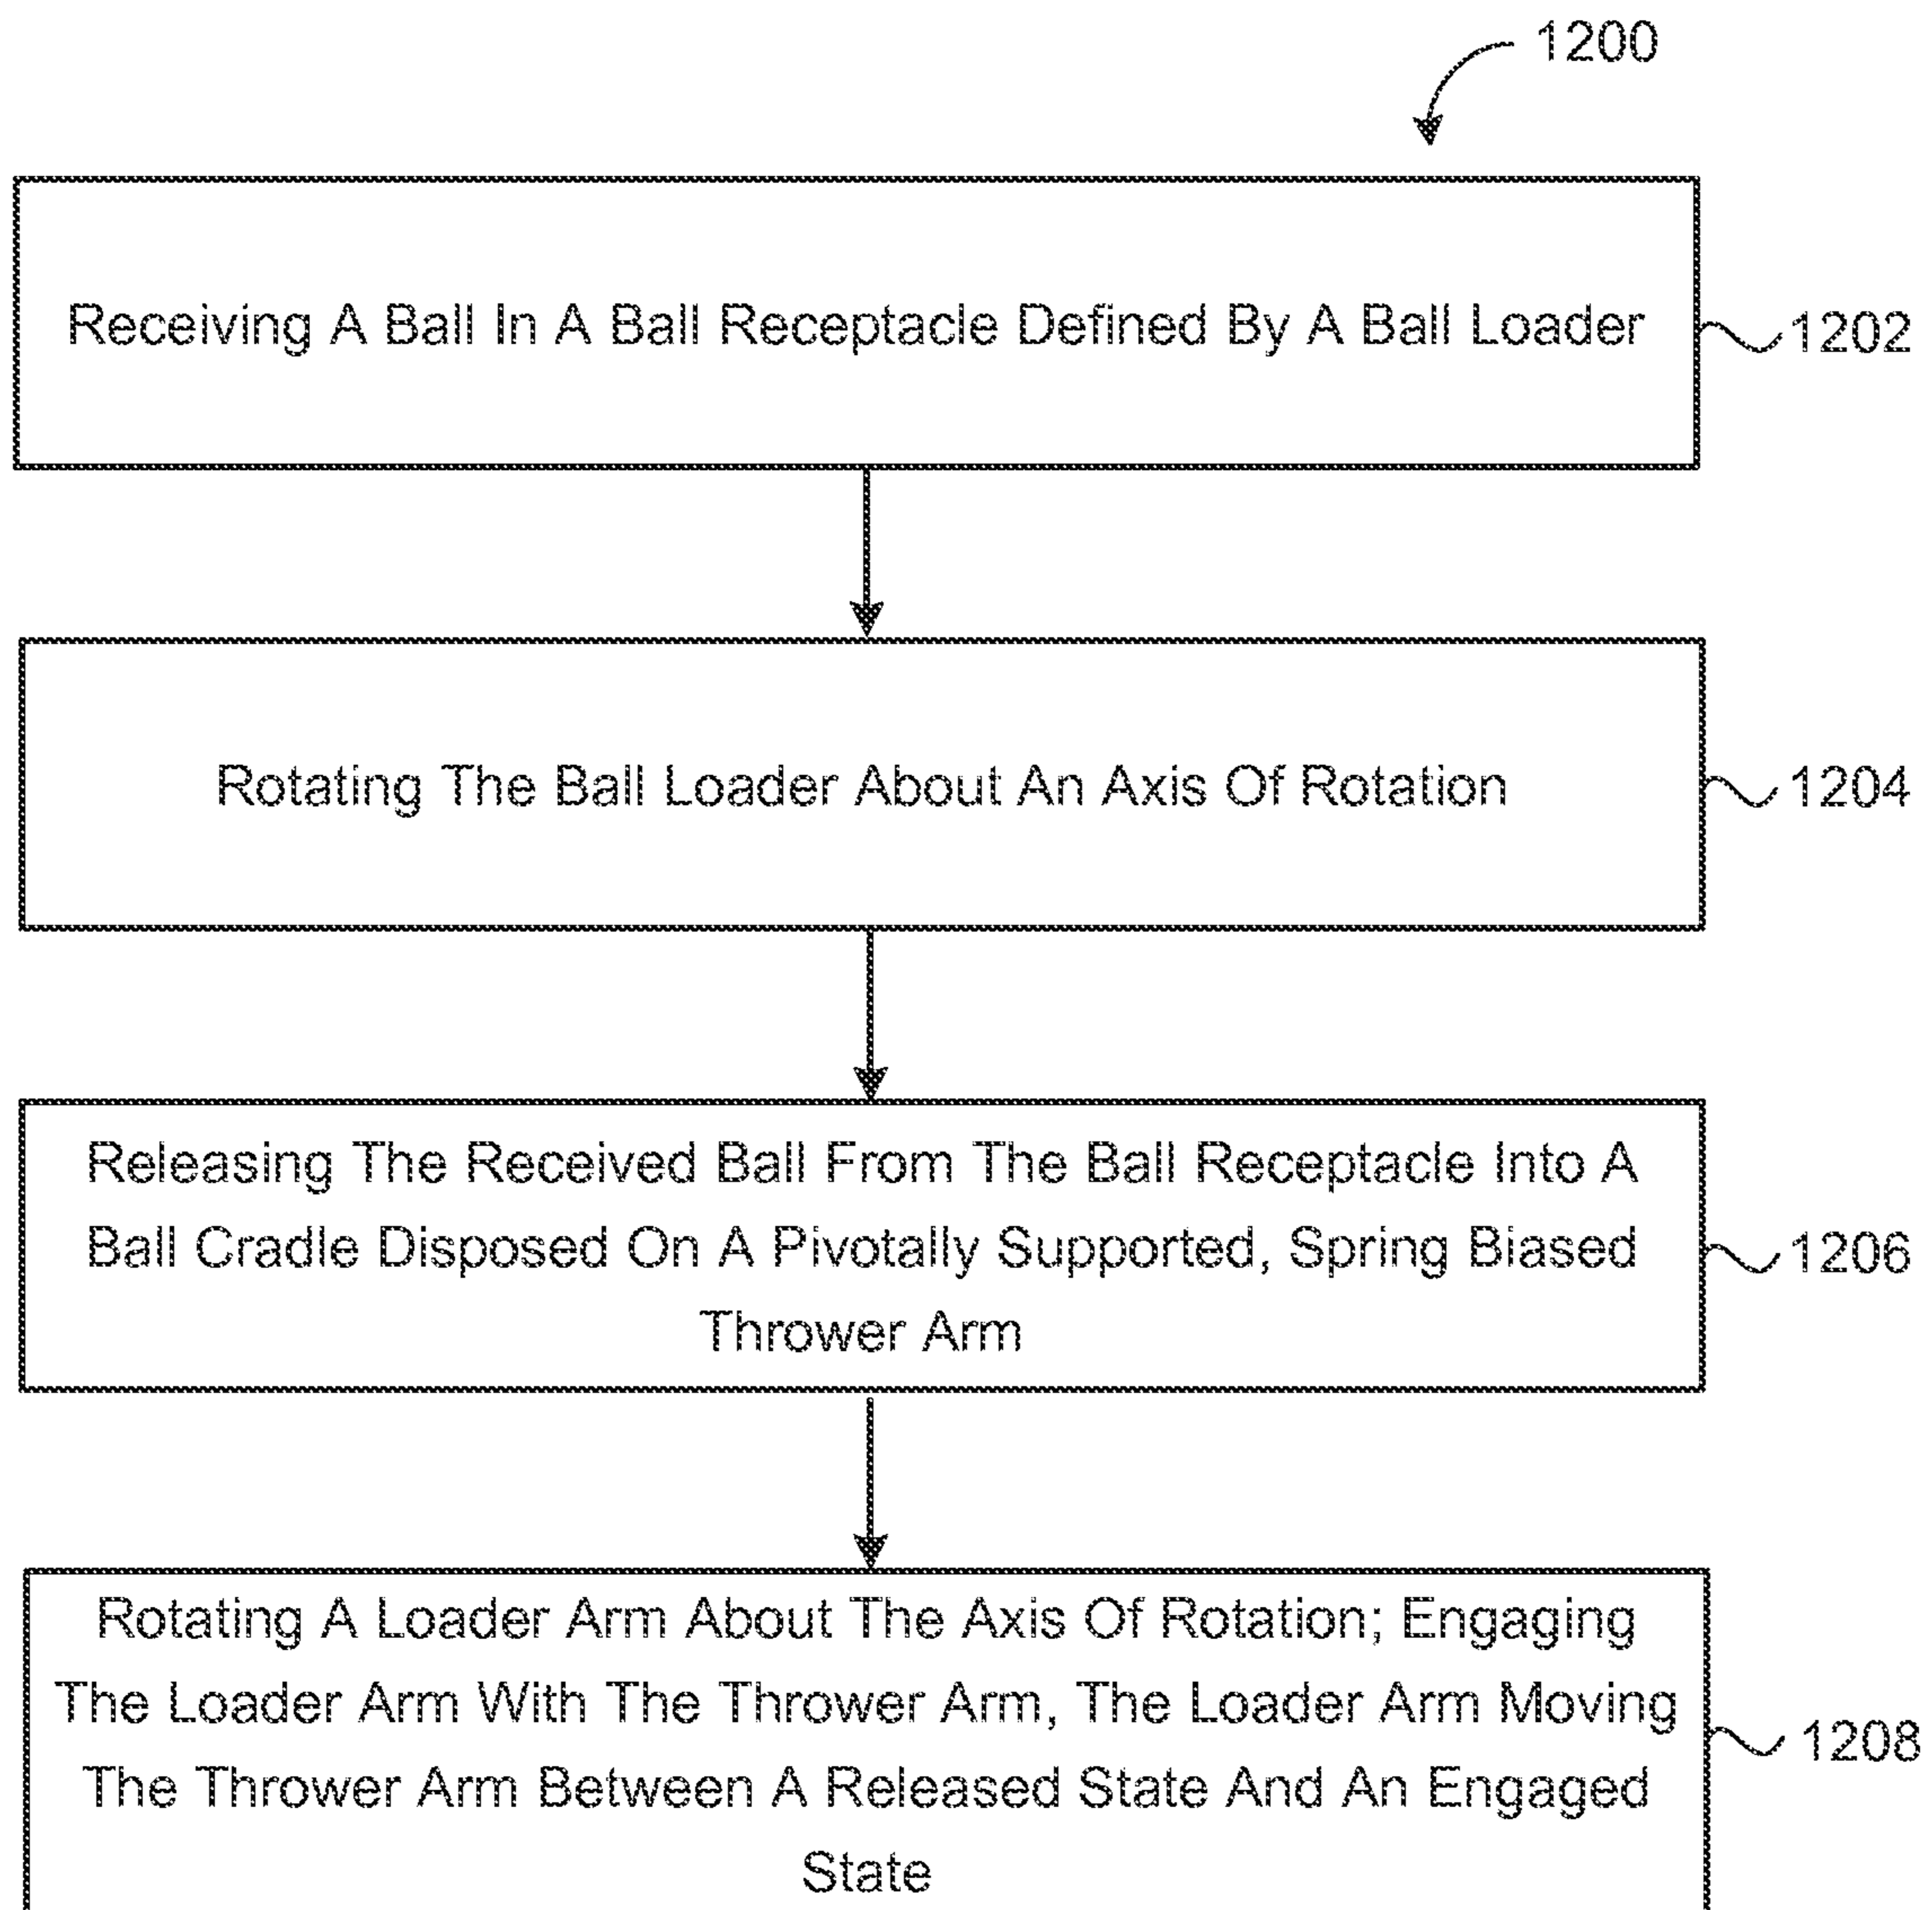 1200
Receiving A Ball In A Ball Receptacle Defined By A Ball Loader
1202
Rotating The Ball Loader About An Axis Of Rotation
1204
Releasing The Received Ball From The Ball Receptacle Into A
Ball Cradle Disposed On A Pivotally Supported, Spring Biased
Thrower Arm
1206
Rotating A Loader Arm About The Axis Of Rotation; Engaging
The Loader Arm With The Thrower Arm, The Loader Arm Moving
The Thrower Arm Between A Released State And An Engaged
State
1208